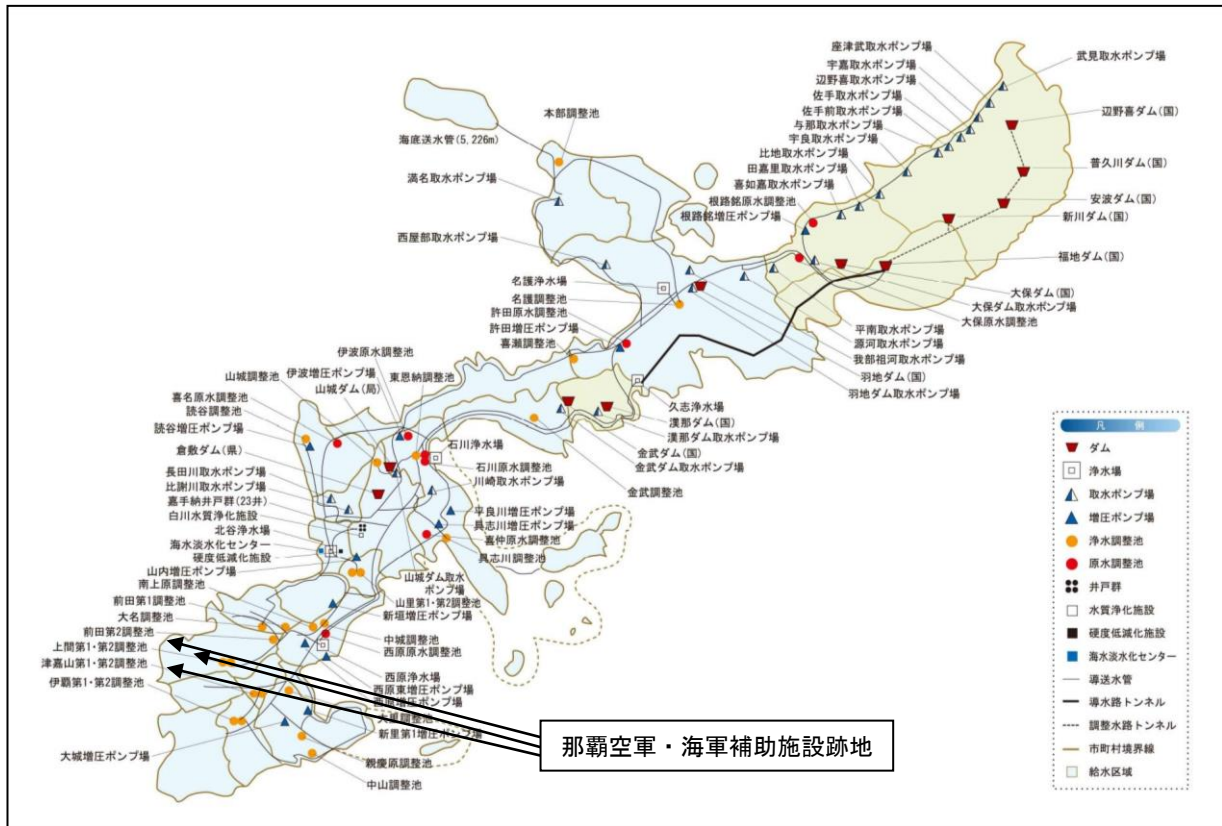 本部調整池
海底送水管(5,226m)
満名取水ポンプ場
西屋部取水ポンプ場
名護浄水場
名護調整池
許田原水調整池
許田増圧ポンプ場
喜瀬調整池
座津武取水ポンプ場
宇嘉取水ポンプ場
辺野喜取水ポンプ場
佐手取水ポンプ場
佐手前取水ポンプ場
与那取水ポンプ場
宇良取水ポンプ場
比地取水ポンプ場
田嘉里取水ポンプ場
喜如嘉取水ポンプ場
根路銘原水調整池
根路銘増圧ポンプ場
武見取水ポンプ場
辺野喜ダム(国)
普久川ダム(国)
安波ダム(国)
新川ダム(国)
福地ダム(国)
大保ダム(国)
大保ダム取水ポンプ場
大保原水調整池
平南取水ポンプ場
源河取水ポンプ場
我部祖河取水ポンプ場
羽地ダム(国)
羽地ダム取水ポンプ場
久志浄水場
漢那ダム(国)
漢那ダム取水ポンプ場
金武ダム(国)
金武ダム取水ポンプ場
金武調整池
伊波原水調整池
伊波増圧ポンプ場
東恩納調整池
山城調整池
山城ダム(局)
喜名原水調整池
読谷調整池
読谷増圧ポンプ場
倉敷ダム(県)
長田川取水ポンプ場
比謝川取水ポンプ場
嘉手納井戸群(23井)
白川水質浄化施設
北谷浄水場
海水淡水化センター
硬度低減化施設
山内増圧ポンプ場
南上原調整池
前田第1調整池
大名調整池
前田第2調整池
上間第1・第2調整池
津嘉山第1・第2調整池
伊覇第1・第2調整池
大城増圧ポンプ場
石川浄水場
石川原水調整池
川崎取水ポンプ場
平良川増圧ポンプ場
具志川増圧ポンプ場
嘉仲原水調整池
具志川調整池
山城ダム取水
ポンプ場
山里第1・第2調整池
新垣増圧ポンプ場
中城調整池
西原原水調整池
西原浄水場
西原東増圧ポンプ場
西原増圧ポンプ場
大里調整池
新里第1増圧ポンプ場
親慶原調整池
中山調整池
那覇空軍・海軍補助施設跡地
凡例
ダム
浄水場
取水ポンプ場
増圧ポンプ場
浄水調整池
原水調整池
井戸群
水質浄化施設
硬度低減化施設
海水淡水化センター
導送水管
導水路トンネル
調整水路トンネル
市町村境界線
給水区域